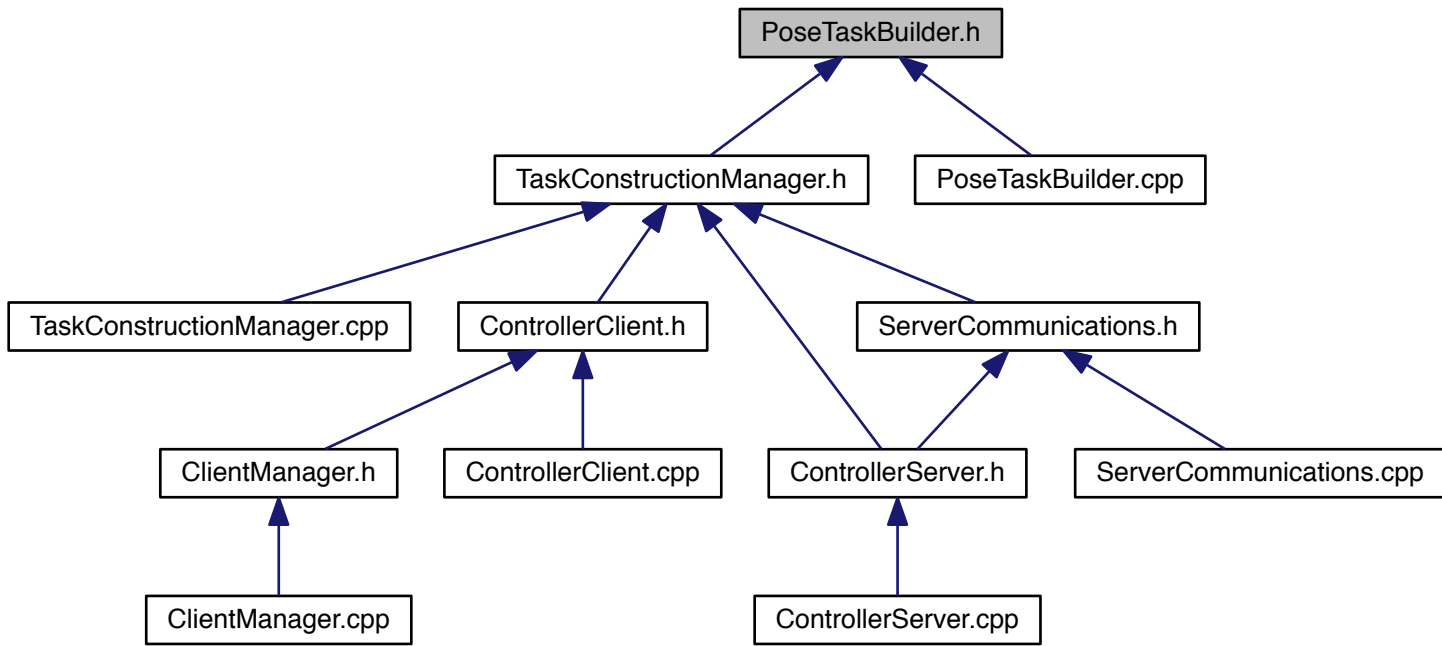 PoseTaskBuilder.h
TaskConstructionManager.h
PoseTaskBuilder.cpp
TaskConstructionManager.cpp
ControllerClient.h
ServerCommunications.h
ClientManager.h
ControllerClient.cpp
ControllerServer.h
ServerCommunications.cpp
ClientManager.cpp
ControllerServer.cpp